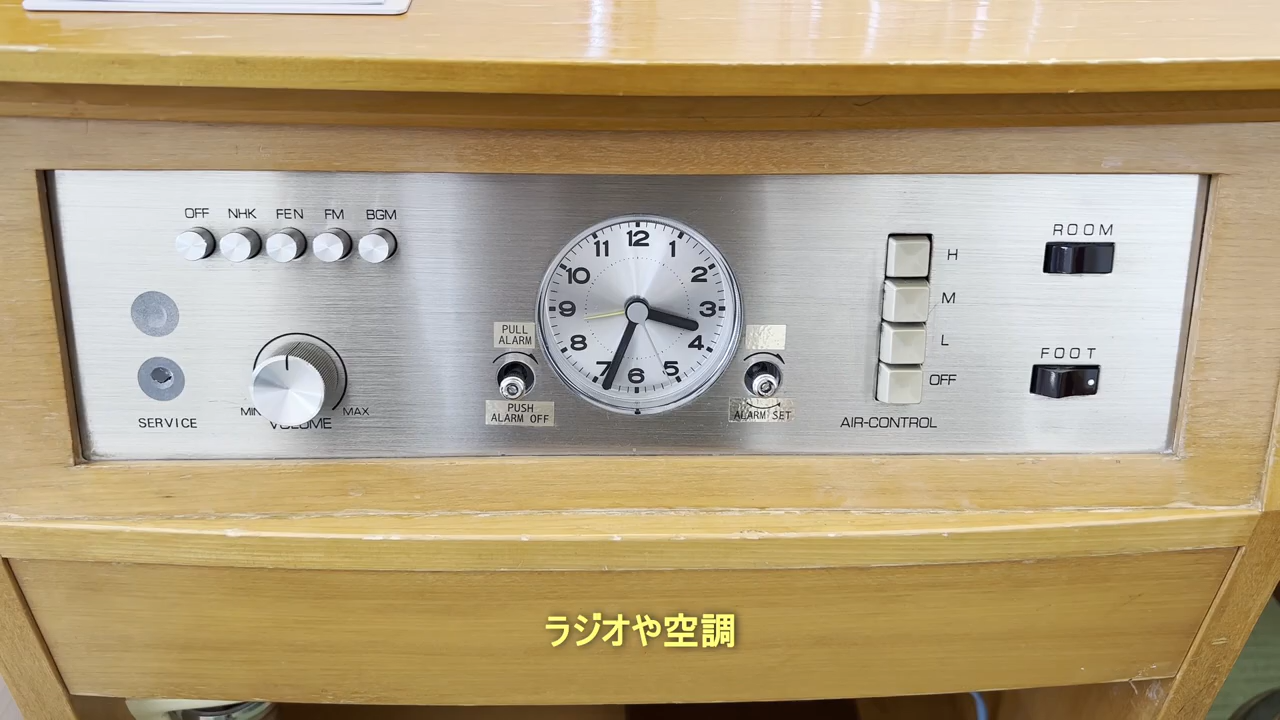 OFF NHK FEN FM BGM
SERVICE
MIN MAX
VOLUME
PULL
ALARM
PUSH
ALARM OFF
12 1 2 3 4 5 6 7 8 9 10 11
ALARM SET
H
M
L
OFF
AIR-CONTROL
ROOM
FOOT
ラジオや空調